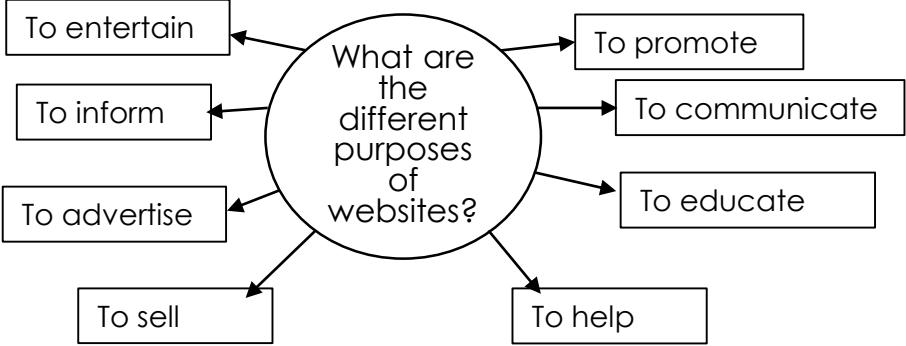 To entertain
To inform
To advertise
To sell
What are
the
different
purposes
of
websites?
To promote
To communicate
To educate
To help